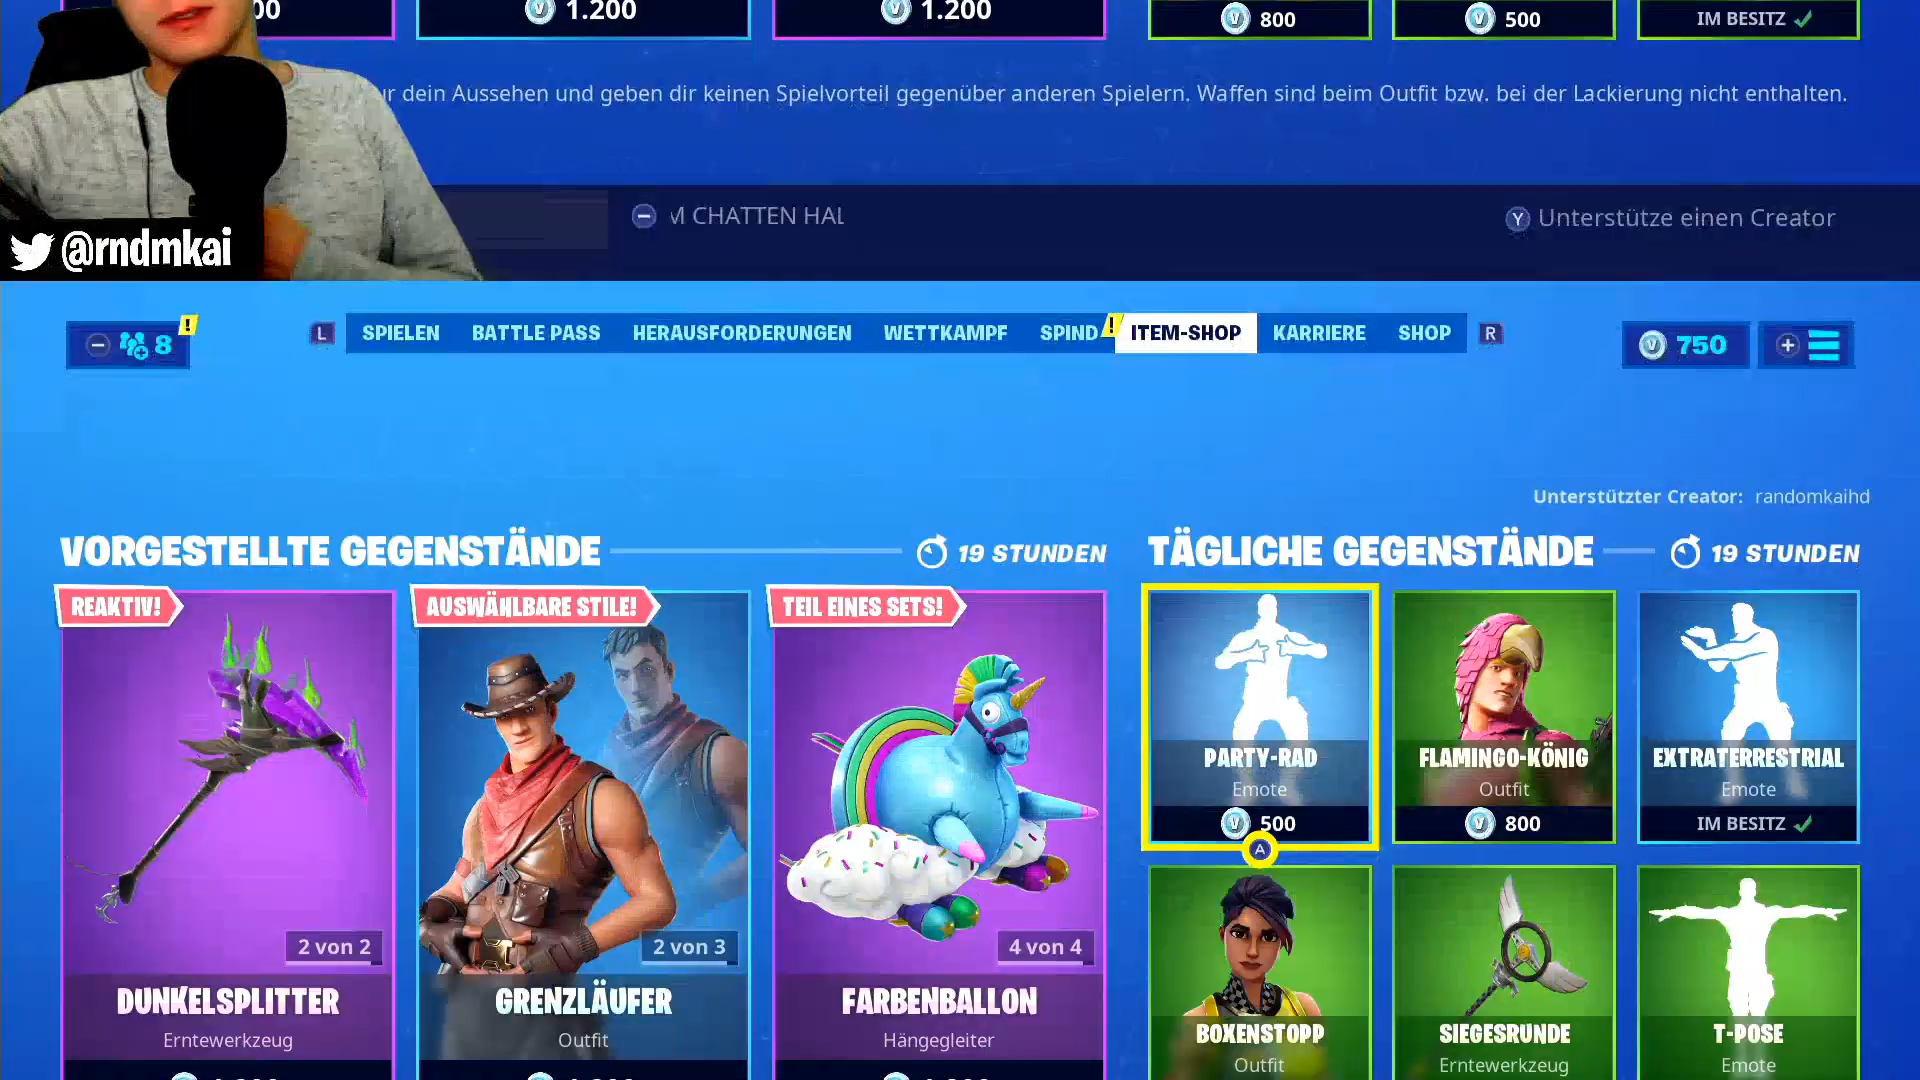 00
1.200
1.200
800
500
IM BESITZ
ur dein Aussehen und geben dir keinen Spielvorteil gegenüber anderen Spielern. Waffen sind beim Outfit bzw. bei der Lackierung nicht enthalten.
M CHATTEN HAL
Y Unterstütze einen Creator
@rndmkai
8
!
L
SPIELEN
BATTLE PASS
HERAUSFORDERUNGEN
WETTKAMPF
SPIND
!
ITEM-SHOP
KARRIERE
SHOP
R
750
Unterstützter Creator: randomkaihd
VORGESTELLTE GEGENSTÄNDE
19 STUNDEN
TÄGLICHE GEGENSTÄNDE
19 STUNDEN
REAKTIV!
2 von 2
DUNKELSPLITTER
Erntewerkzeug
AUSWÄHLBARE STILE!
2 von 3
GRENZLÄUFER
Outfit
TEIL EINES SETS!
4 von 4
FARBENBALLON
Hängegleiter
PARTY-RAD
Emote
500
A
FLAMINGO-KÖNIG
Outfit
800
EXTRATERRESTRIAL
Emote
IM BESITZ
BOXENSTOPP
Outfit
SIEGESRUNDE
Erntewerkzeug
T-POSE
Emote